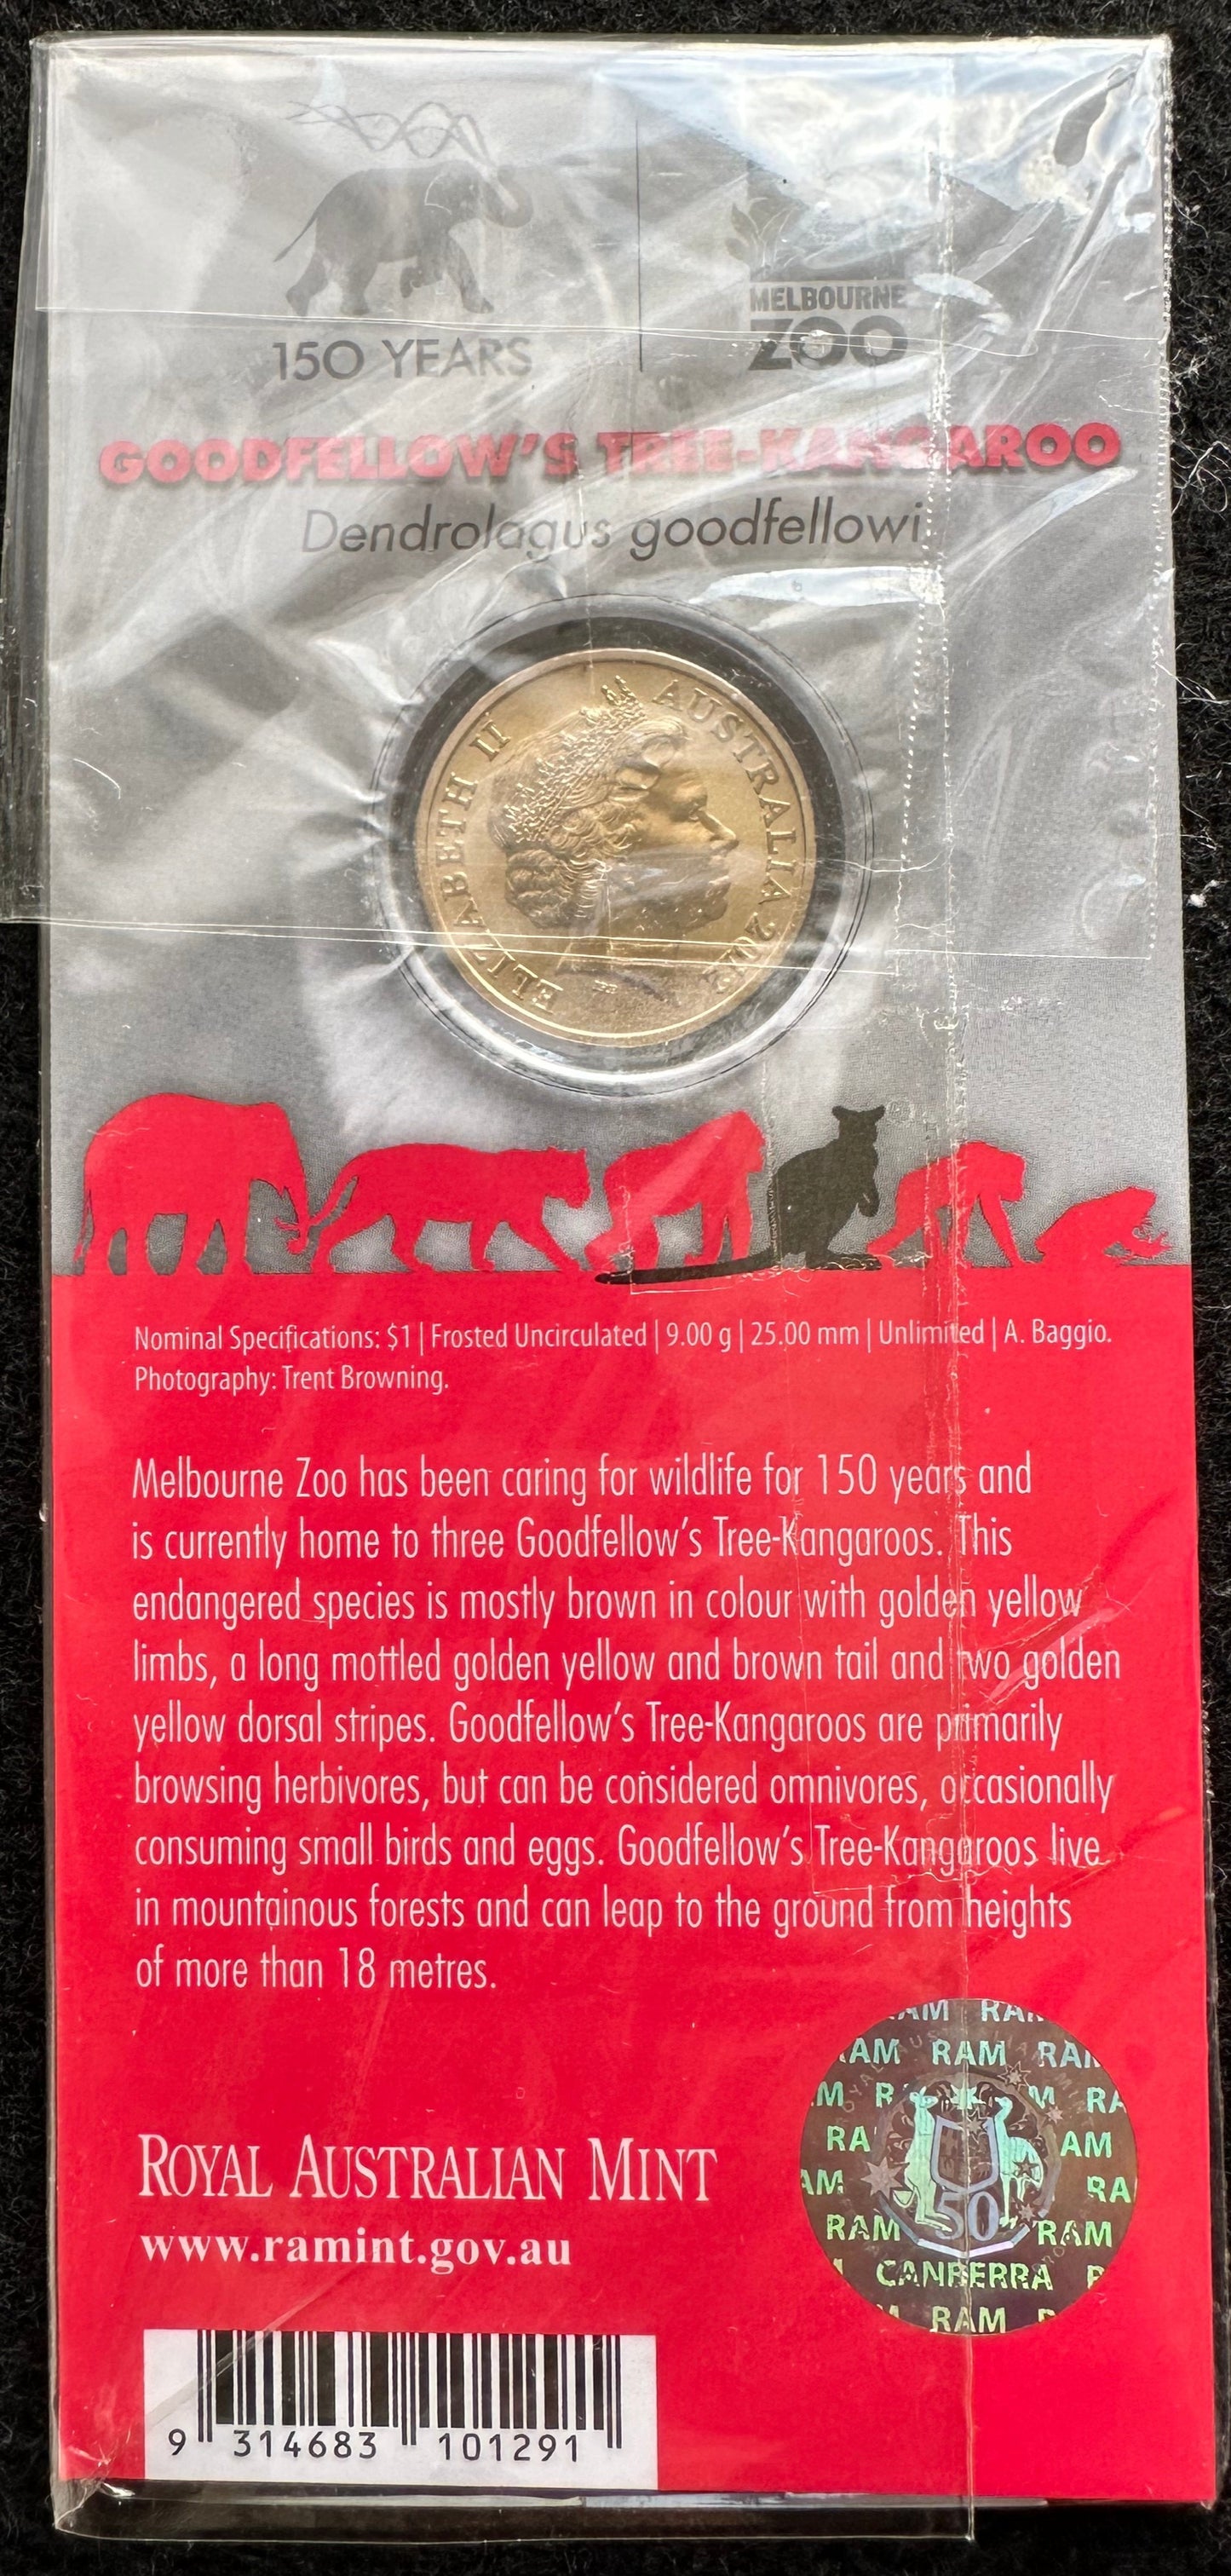 150 YEARS
MELBOURNE
ZOO
GOODFELLOW'S TREE-KANGAROO
Dendrolagus goodfellowi
ELIZABETH II AUSTRALIA 2012
Nominal Specifications: $1 | Frosted Uncirculated | 9.00 g | 25.00 mm | Unlimited | A. Baggio.
Photography: Trent Browning.
Melbourne Zoo has been caring for wildlife for 150 years and
is currently home to three Goodfellow's Tree-Kangaroos. This
endangered species is mostly brown in colour with golden yellow
limbs, a long mottled golden yellow and brown tail and two golden
yellow dorsal stripes. Goodfellow's Tree-Kangaroos are primarily
browsing herbivores, but can be considered omnivores, occasionally
consuming small birds and eggs. Goodfellow's Tree-Kangaroos live
in mountainous forests and can leap to the ground from heights
of more than 18 metres.
RAM RAM
RAM RAM RAM
RAM
RAM
50
RAM RAM
CANBERRA
RAM
ROYAL AUSTRALIAN MINT
www.ramint.gov.au
9 314683 101291